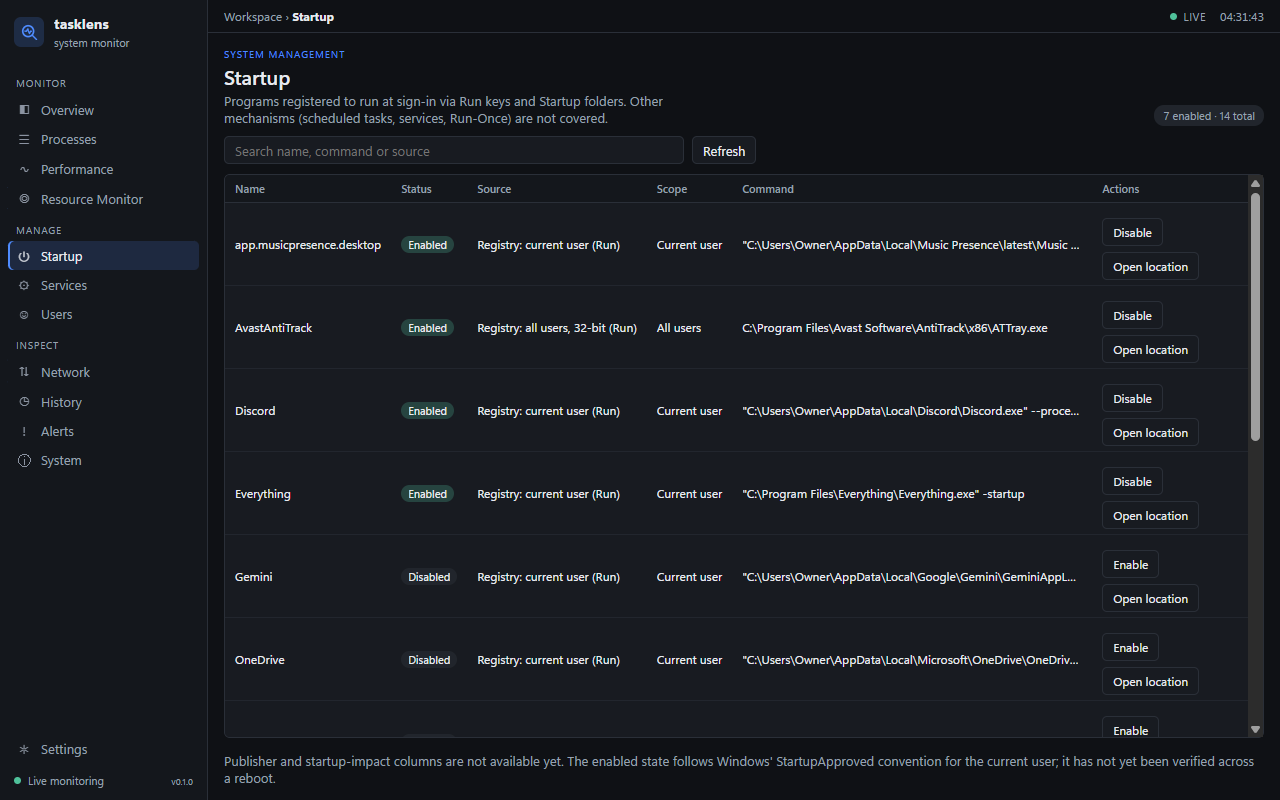 tasklens
system monitor
MONITOR
Overview
Processes
Performance
Resource Monitor
MANAGE
Startup
Services
Users
INSPECT
Network
History
Alerts
System
Settings
Live monitoring v0.1.0
Workspace › Startup
LIVE 04:31:43
SYSTEM MANAGEMENT
Startup
Programs registered to run at sign-in via Run keys and Startup folders. Other
mechanisms (scheduled tasks, services, Run-Once) are not covered.
7 enabled · 14 total
Search name, command or source
Refresh
Name Status Source Scope Command Actions
app.musicpresence.desktop Enabled Registry: current user (Run) Current user "C:\Users\Owner\AppData\Local\Music Presence\latest\Music ... Disable
Open location
AvastAntiTrack Enabled Registry: all users, 32-bit (Run) All users C:\Program Files\Avast Software\AntiTrack\x86\ATTray.exe Disable
Open location
Discord Enabled Registry: current user (Run) Current user "C:\Users\Owner\AppData\Local\Discord\Discord.exe" --proce... Disable
Open location
Everything Enabled Registry: current user (Run) Current user "C:\Program Files\Everything\Everything.exe" -startup Disable
Open location
Gemini Disabled Registry: current user (Run) Current user "C:\Users\Owner\AppData\Local\Google\Gemini\GeminiAppL... Enable
Open location
OneDrive Disabled Registry: current user (Run) Current user "C:\Users\Owner\AppData\Local\Microsoft\OneDrive\OneDriv... Enable
Open location
Enable
Publisher and startup-impact columns are not available yet. The enabled state follows Windows' StartupApproved convention for the current user; it has not yet been verified across
a reboot.